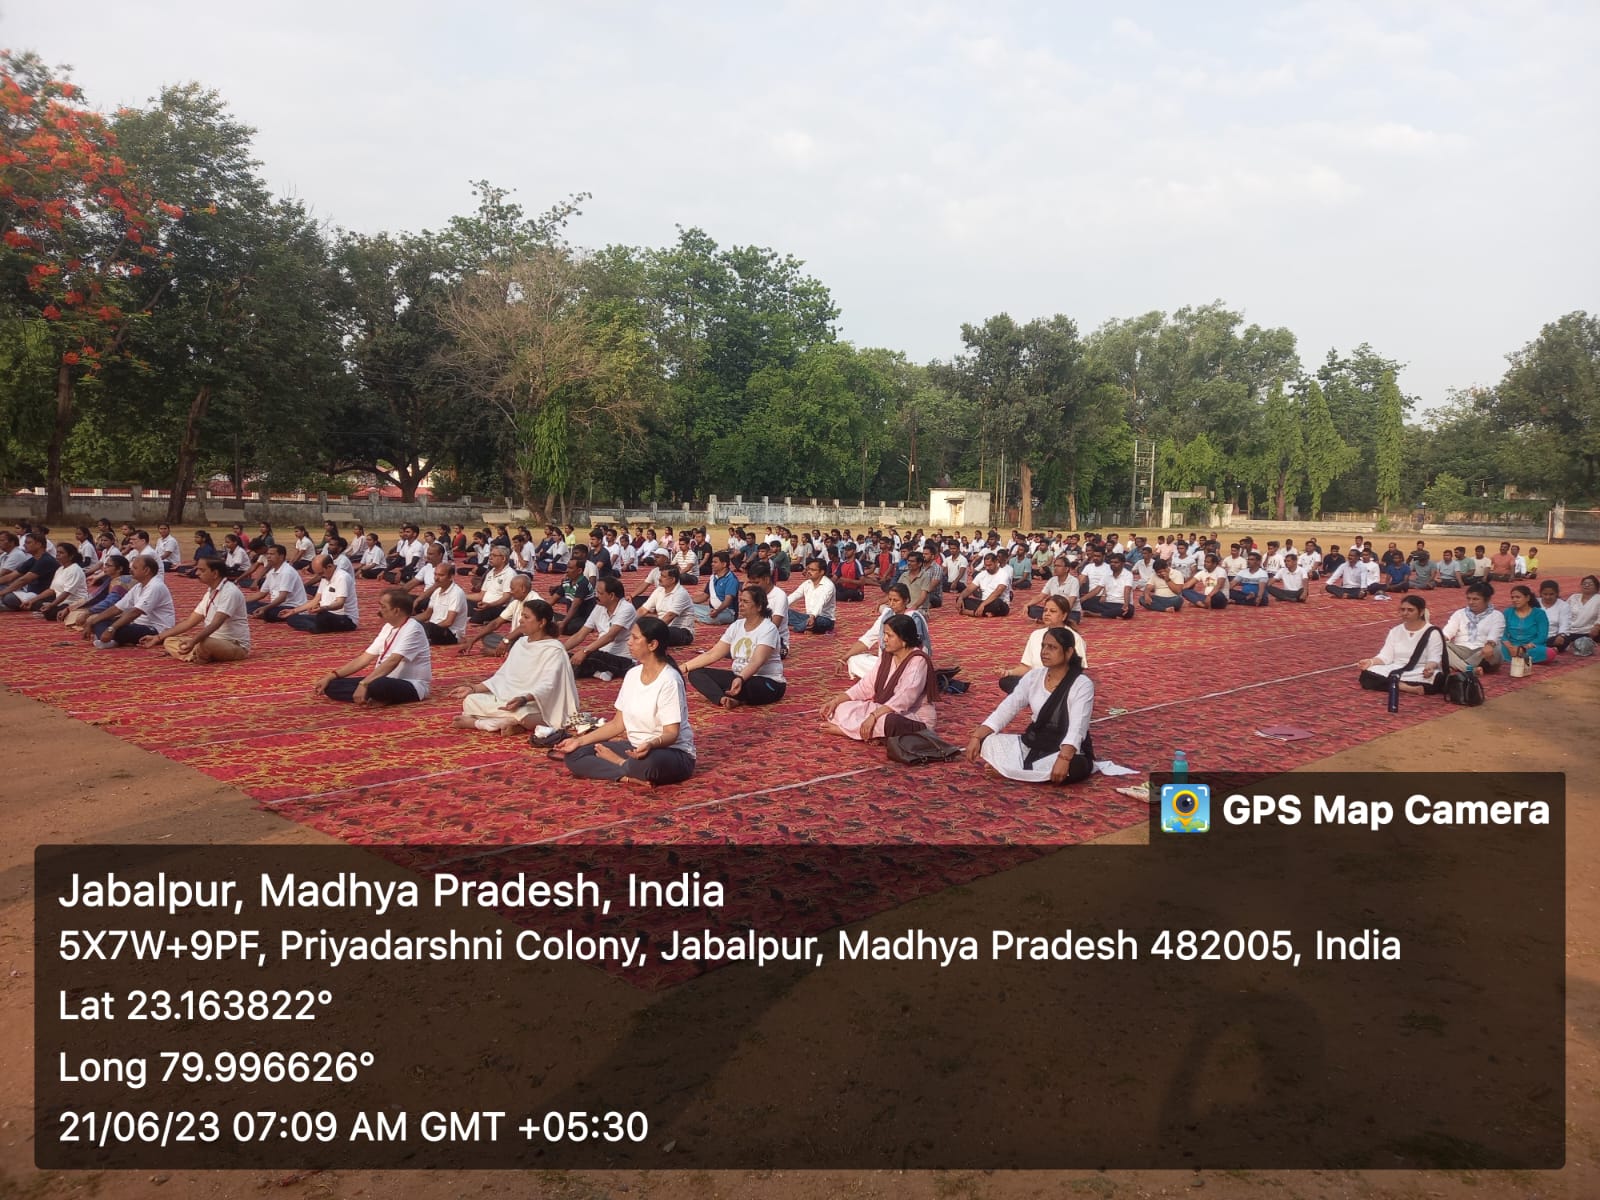 GPS Map Camera
Jabalpur, Madhya Pradesh, India
5X7W+9PF, Priyadarshni Colony, Jabalpur, Madhya Pradesh 482005, India
Lat 23.163822°
Long 79.996626°
21/06/23 07:09 AM GMT +05:30